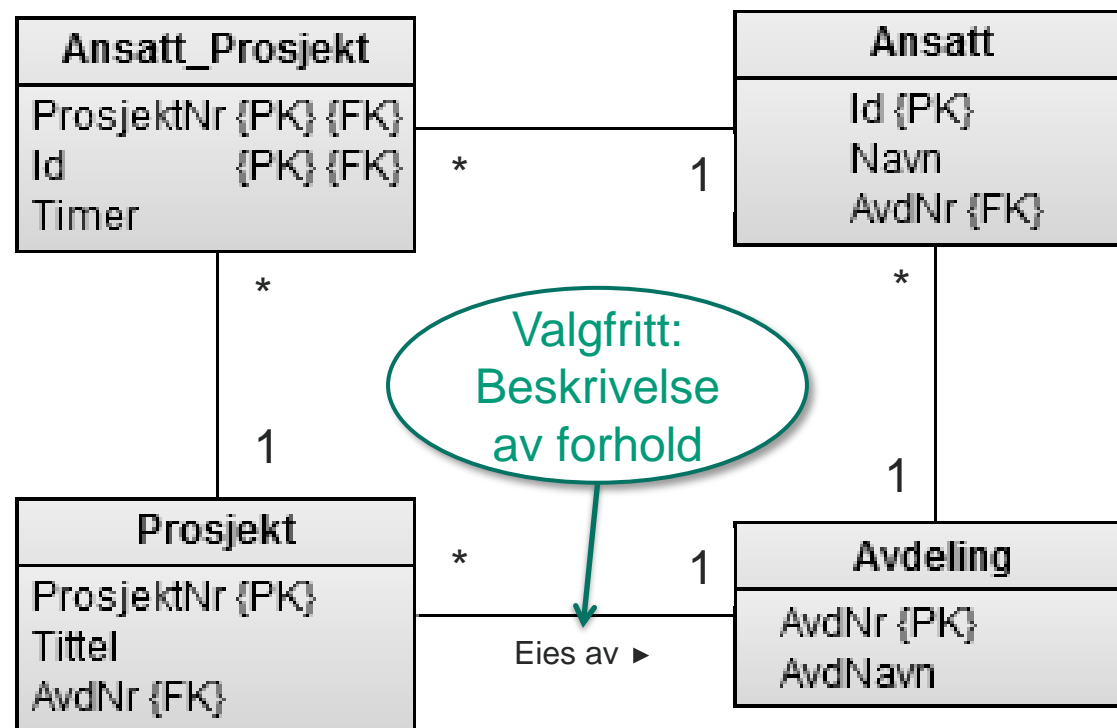 Ansatt_Prosjekt
ProsjektNr {PK} {FK}
Id {PK} {FK}
Timer
* 1
Ansatt
Id {PK}
Navn
AvdNr {FK}
*
1
Valgfritt:
Beskrivelse
av forhold
*
1
Prosjekt
ProsjektNr {PK}
Tittel
AvdNr {FK}
* 1
Eies av ►
Avdeling
AvdNr {PK}
AvdNavn